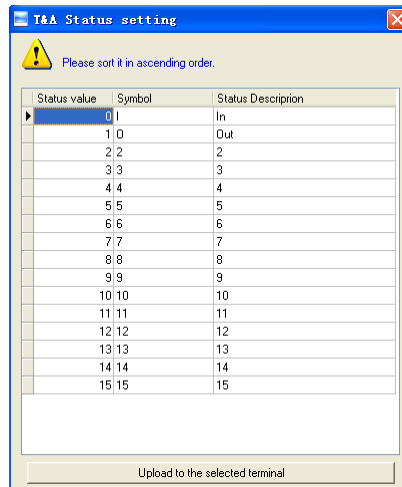 T&A Status setting
Please sort it in ascending order.
Status value Symbol Status Descriprion
0 I In
1 O Out
2 2 2
3 3 3
4 4 4
5 5 5
6 6 6
7 7 7
8 8 8
9 9 9
10 10 10
11 11 11
12 12 12
13 13 13
14 14 14
15 15 15
Upload to the selected terminal